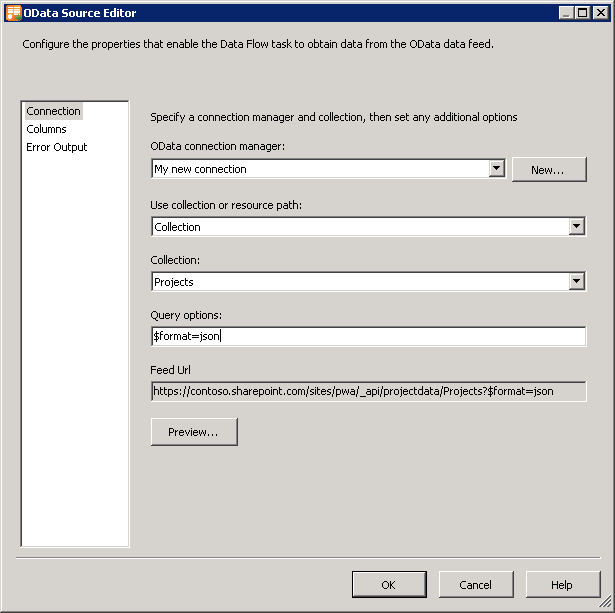 OData Source Editor
Configure the properties that enable the Data Flow task to obtain data from the OData data feed.
Connection
Columns
Error Output
Specify a connection manager and collection, then set any additional options
OData connection manager:
My new connection
New...
Use collection or resource path:
Collection
Collection:
Projects
Query options:
$format=json
Feed Url
https://contoso.sharepoint.com/sites/pwa/_api/projectdata/Projects?$format=json
Preview...
OK
Cancel
Help